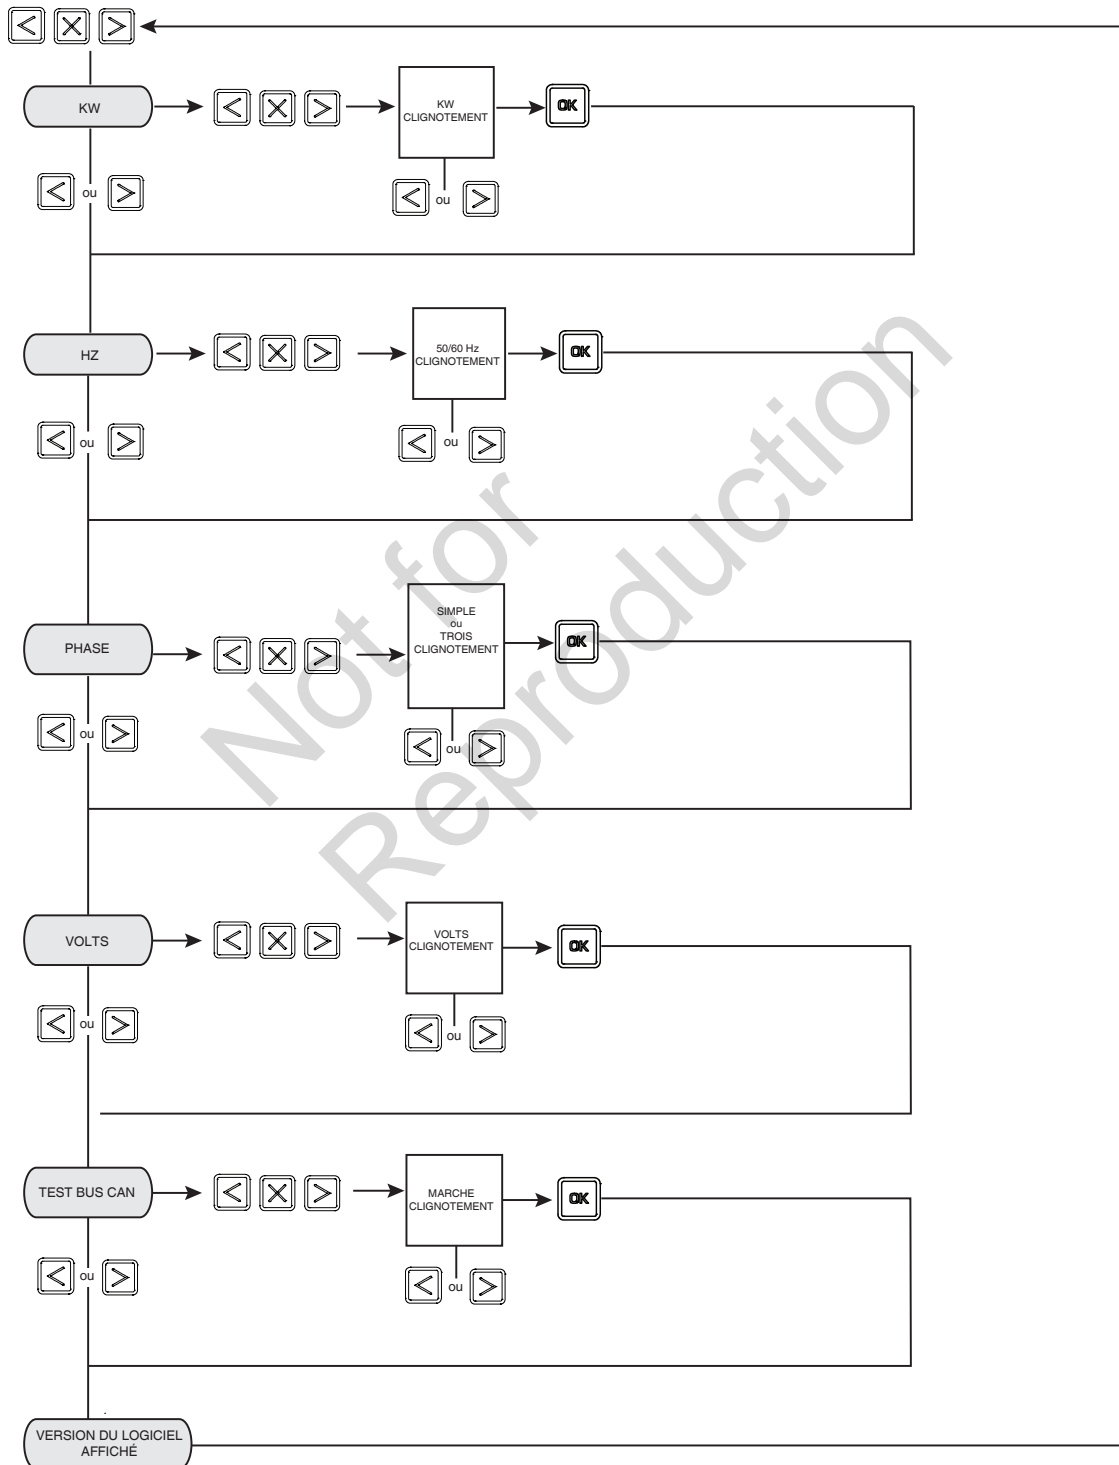 KW
KW
CLIGNOTEMENT
OK
ou
ou
HZ
50/60 Hz
CLIGNOTEMENT
OK
ou
ou
PHASE
SIMPLE
ou
TROIS
CLIGNOTEMENT
OK
ou
ou
VOLTS
VOLTS
CLIGNOTEMENT
OK
ou
ou
TEST BUS CAN
MARCHE
CLIGNOTEMENT
OK
ou
ou
VERSION DU LOGICIEL
AFFICHÉ
Not for
Reproduction